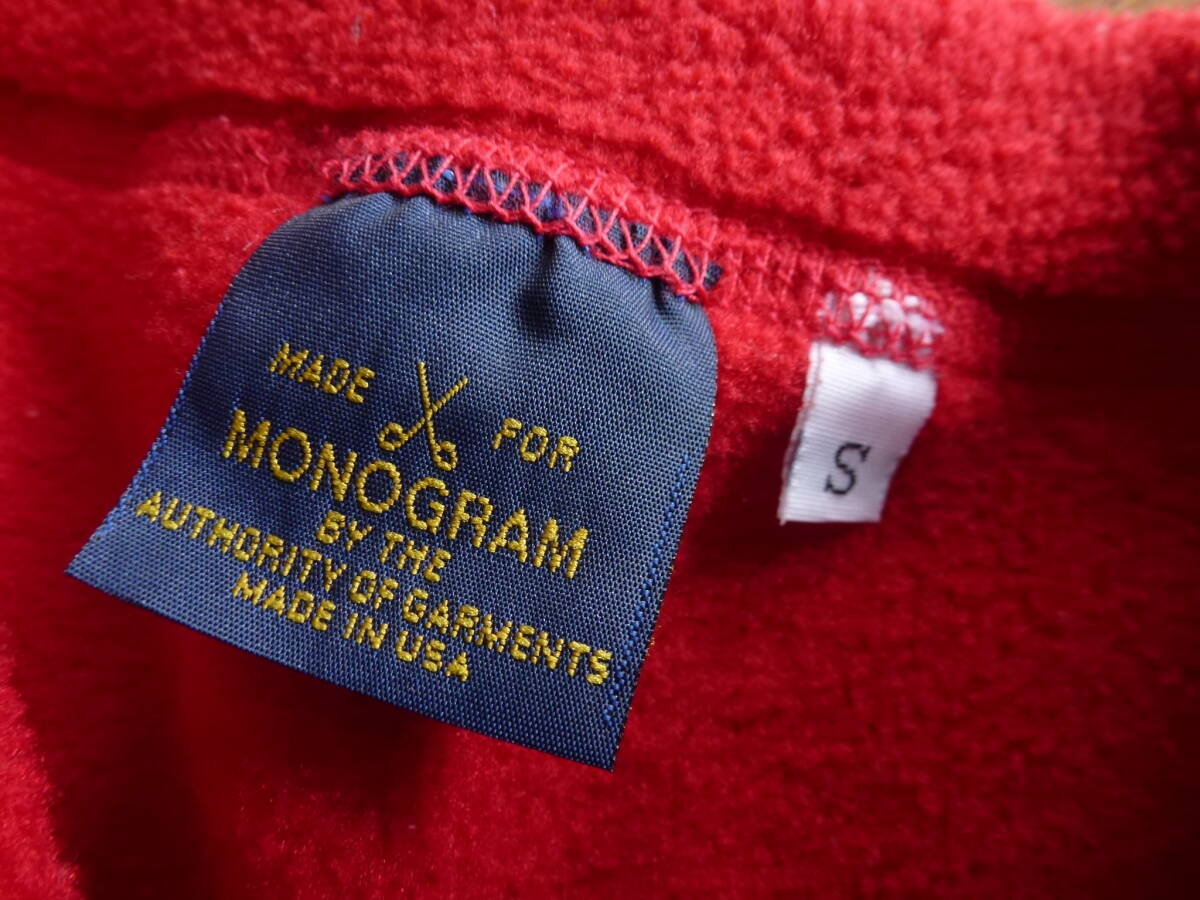 MADE FOR
MONOGRAM
BY THE
AUTHORITY OF GARMENTS
MADE IN USA
S